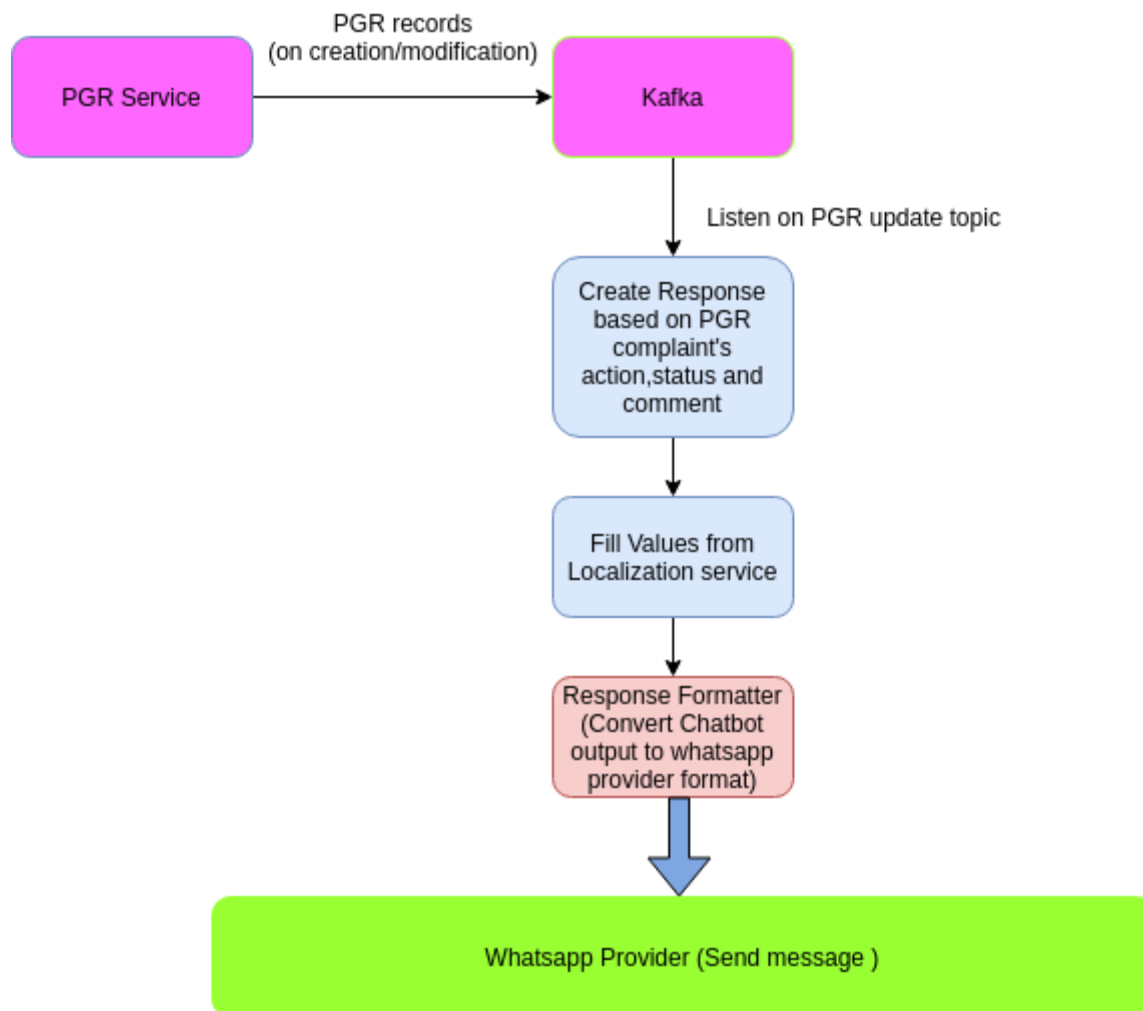 PGR records
(on creation/modification)
PGR Service
Kafka
Listen on PGR update topic
Create Response
based on PGR
complaint's
action,status and
comment
Fill Values from
Localization service
Response Formatter
(Convert Chatbot
output to whatsapp
provider format)
Whatsapp Provider (Send message )